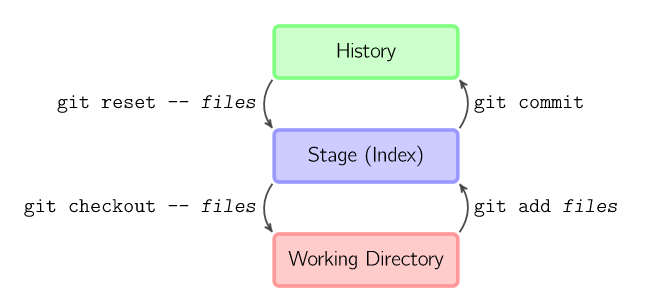 History
git reset -- files
git commit
Stage (Index)
git checkout -- files
git add files
Working Directory